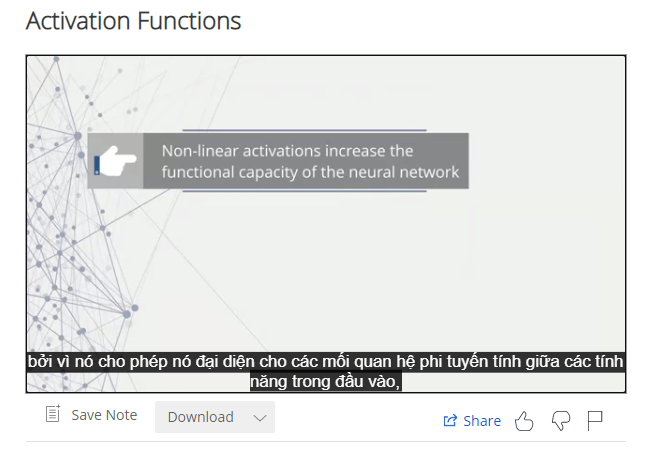 Activation Functions
Non-linear activations increase the
functional capacity of the neural network
bởi vì nó cho phép nó đại diện cho các mối quan hệ phi tuyến tính giữa các tính
năng trong đầu vào,
Save Note
Download
Share